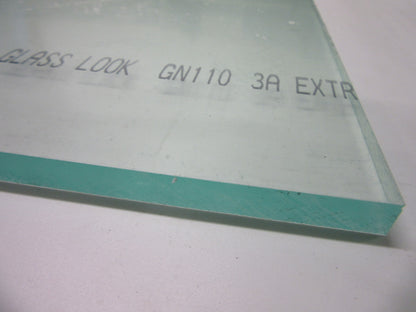 GLASS LOOK GN110 3A EXTR